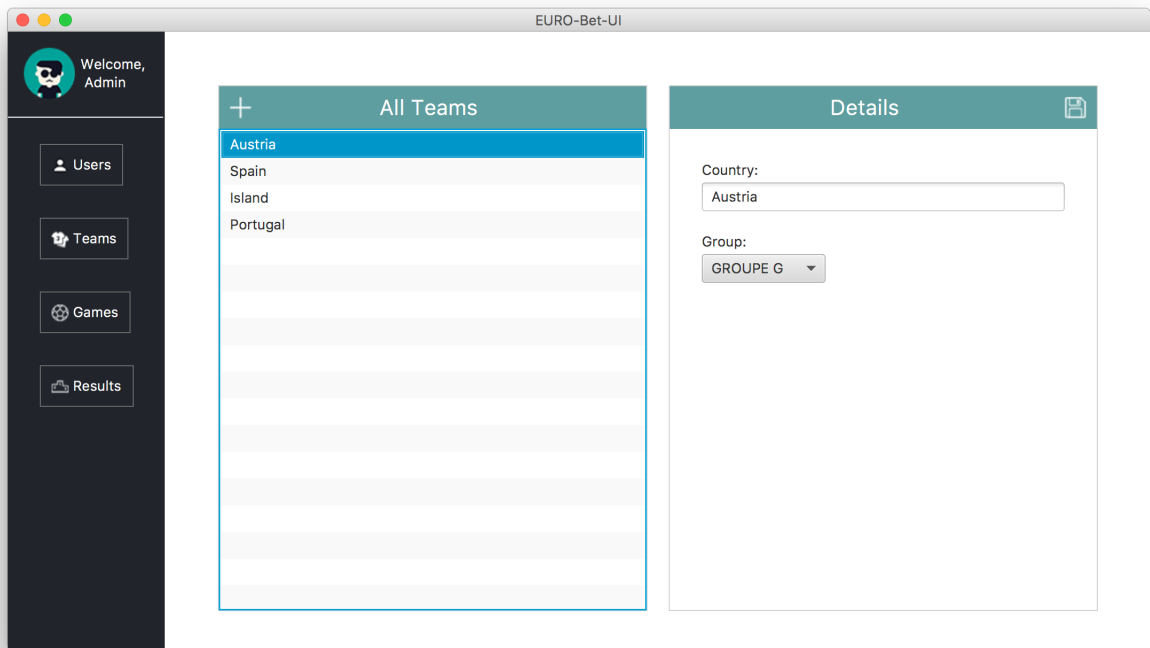 EURO-Bet-UI
Welcome,
Admin
Users
Teams
Games
Results
All Teams
Austria
Spain
Island
Portugal
Details
Country:
Austria
Group:
GROUPE G